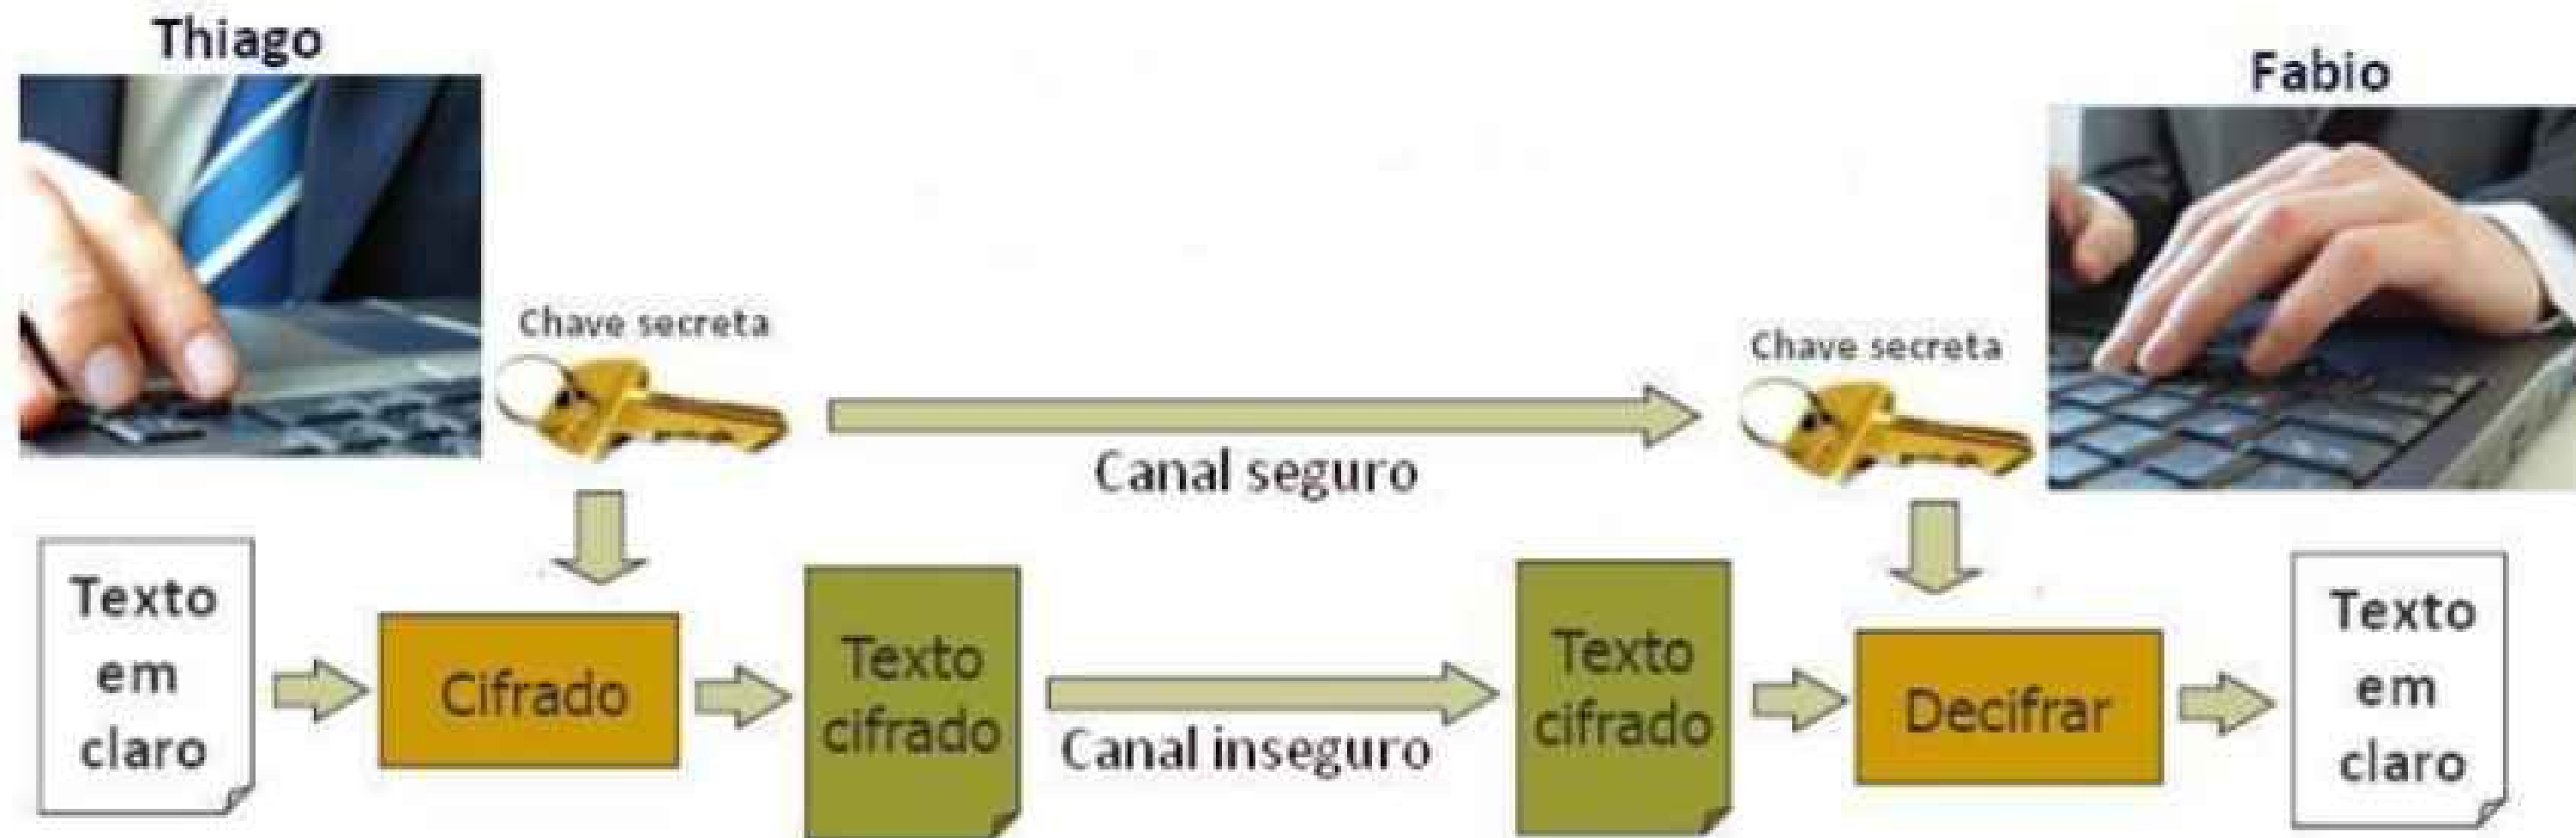 Thiago
Fabio
Chave secreta
Chave secreta
Canal seguro
Texto
em
claro
Cifrado
Texto
cifrado
Canal inseguro
Texto
cifrado
Decifrar
Texto
em
claro